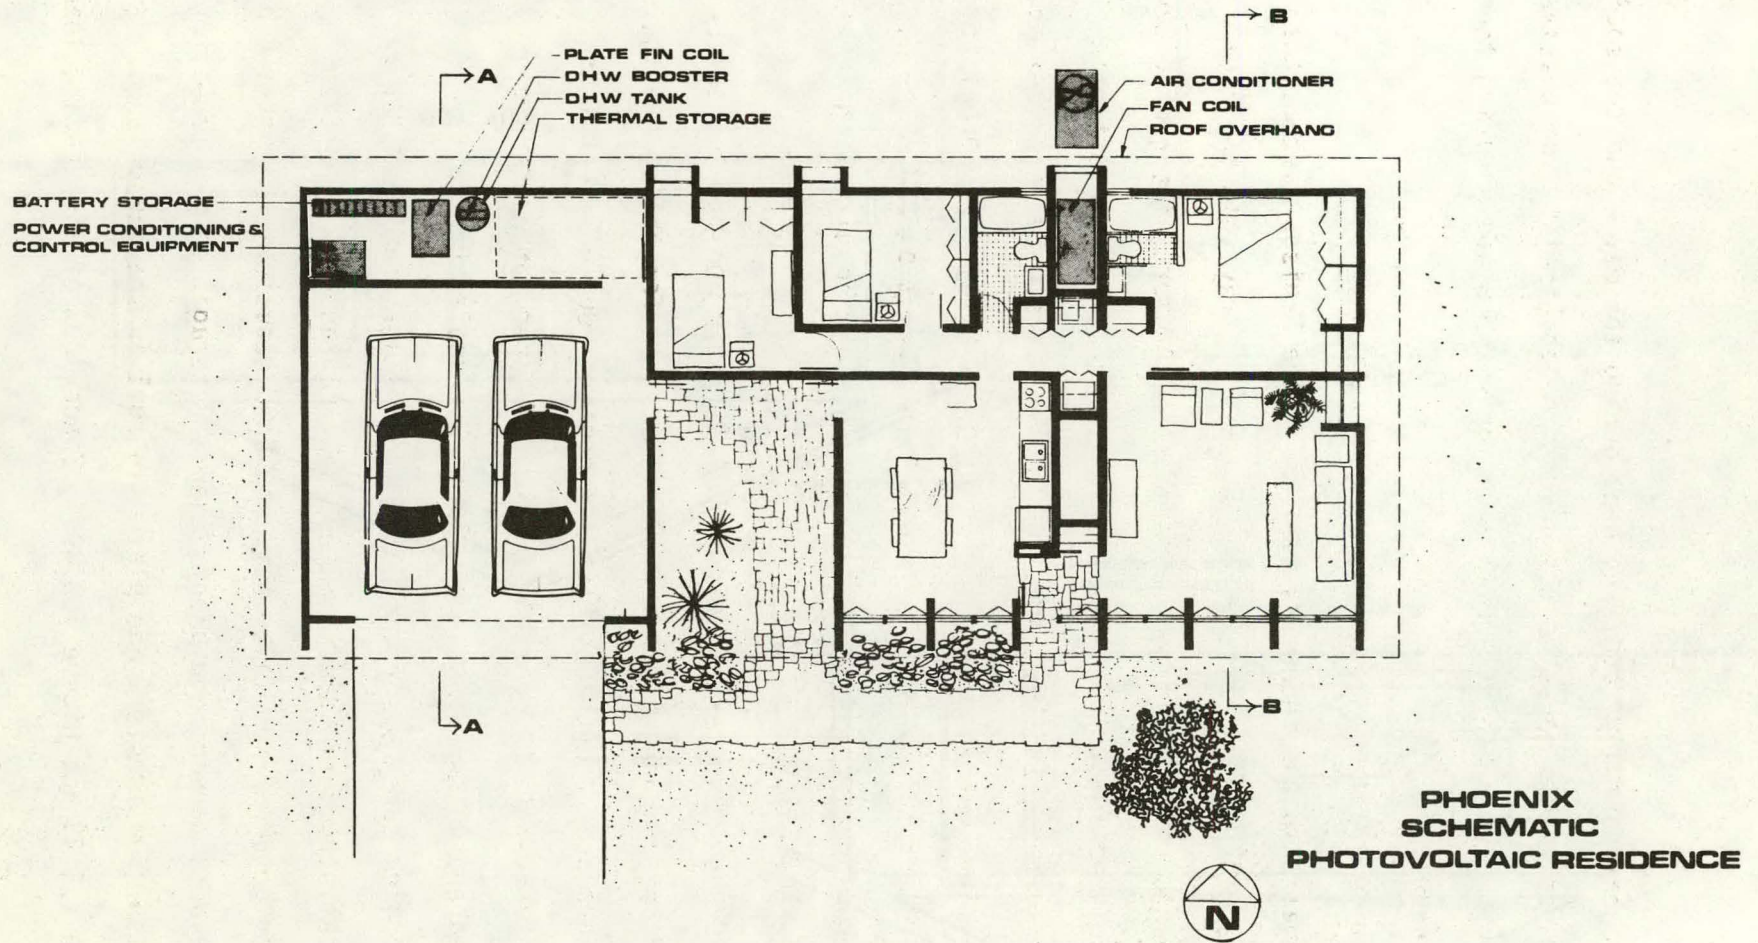 B
PLATE FIN COIL
A
DHW BOOSTER
AIR CONDITIONER
DHW TANK
FAN COIL
THERMAL STORAGE
ROOF OVERHANG
BATTERY STORAGE
POWER CONDITIONING &
CONTROL EQUIPMENT
B
A
PHOENIX
SCHEMATIC
PHOTOVOLTAIC RESIDENCE
N